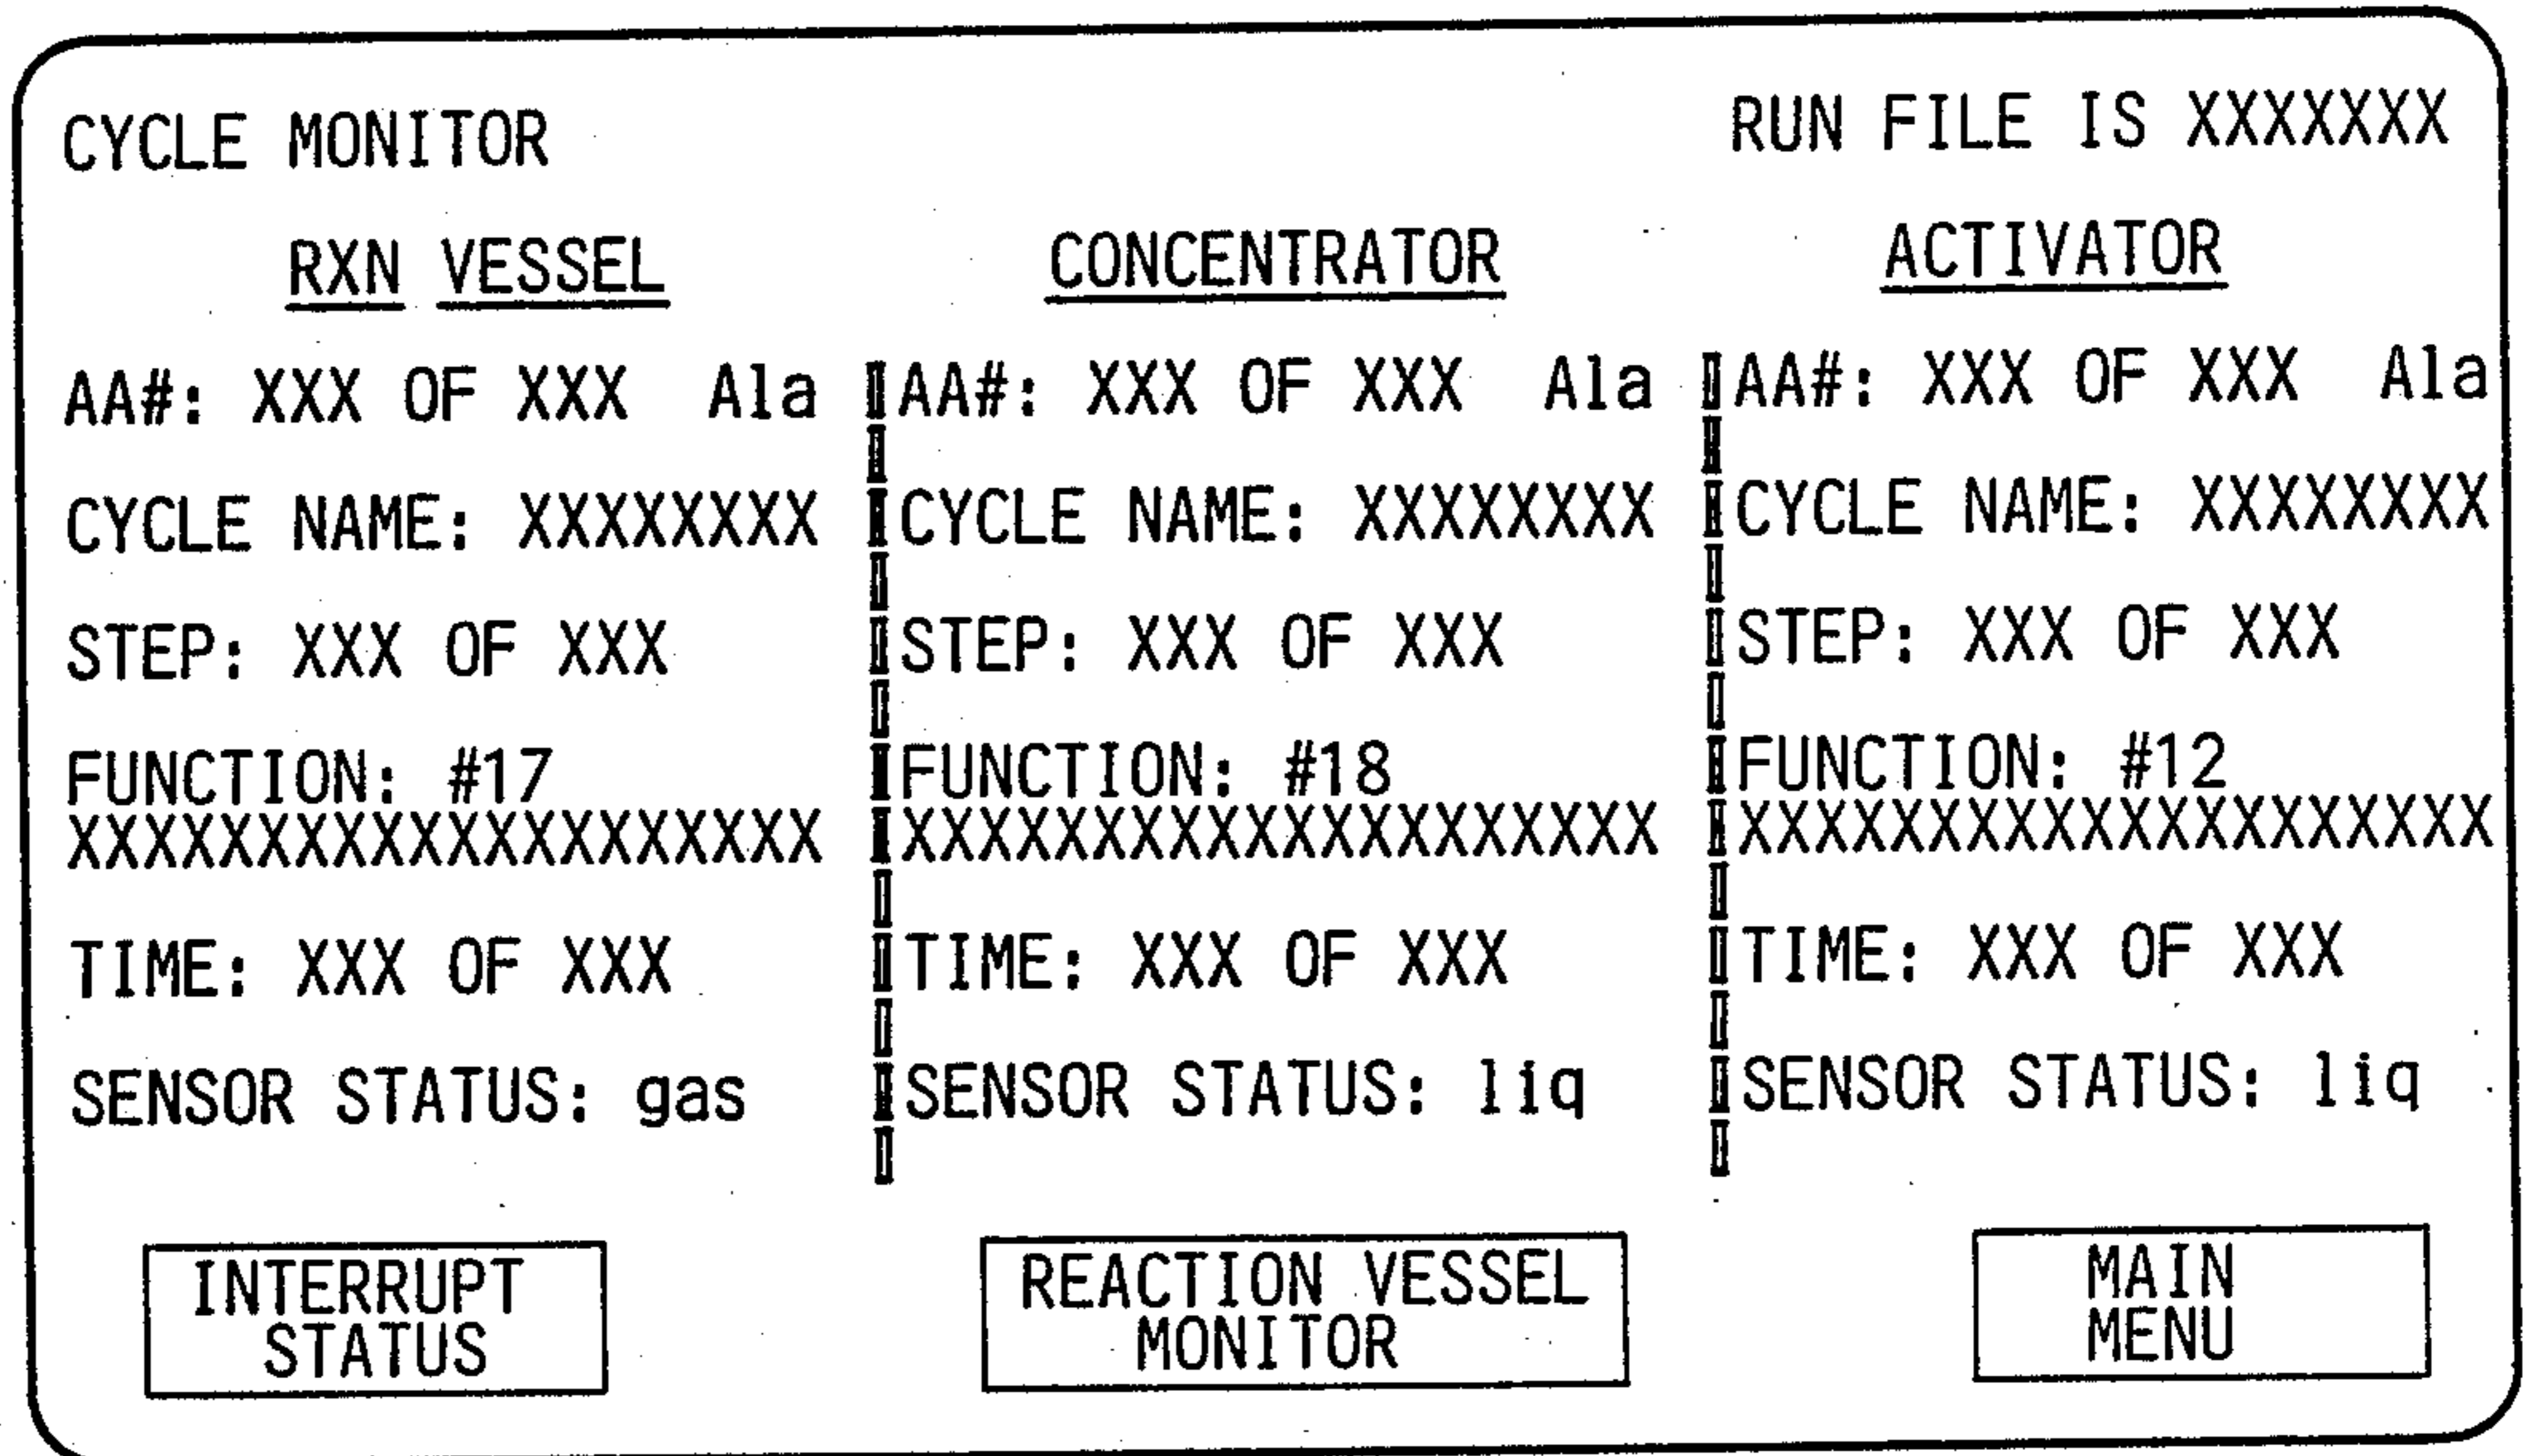 CYCLE MONITOR RUN FILE IS XXXXXXX
RXN VESSEL CONCENTRATOR ACTIVATOR
AA#: XXX OF XXX Ala AA#: XXX OF XXX Ala AA#: XXX OF XXX Ala
CYCLE NAME: XXXXXXXX CYCLE NAME: XXXXXXXX CYCLE NAME: XXXXXXXX
STEP: XXX OF XXX STEP: XXX OF XXX STEP: XXX OF XXX
FUNCTION: #17 FUNCTION: #18 FUNCTION: #12
XXXXXXXXXXXXXXXXXXXX XXXXXXXXXXXXXXXXXXXX XXXXXXXXXXXXXXXXXXXX
TIME: XXX OF XXX TIME: XXX OF XXX TIME: XXX OF XXX
SENSOR STATUS: gas SENSOR STATUS: liq SENSOR STATUS: liq
INTERRUPT REACTION VESSEL MAIN
STATUS MONITOR MENU